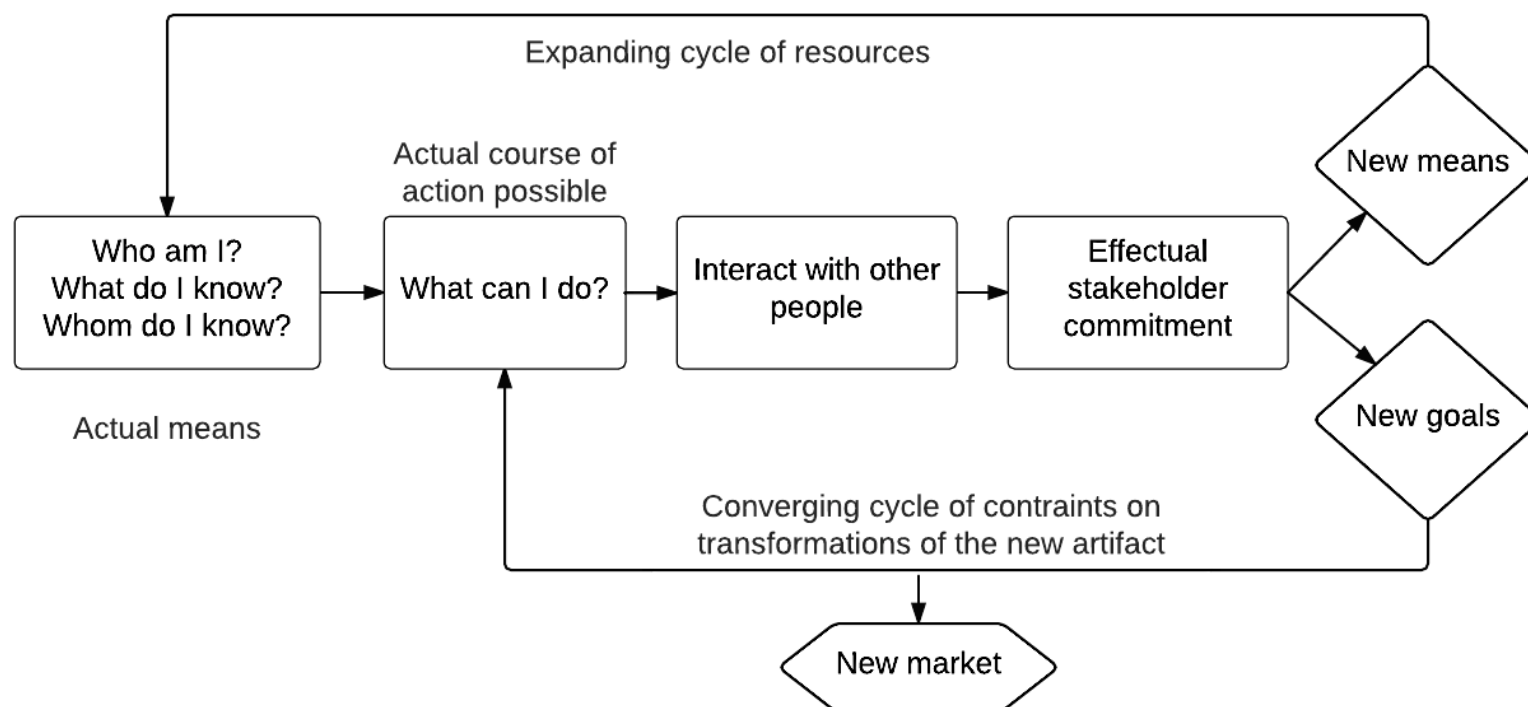 Expanding cycle of resources
New means
Actual course of
action possible
Who am I?
What do I know?
Whom do I know?
What can I do?
Interact with other
people
Effectual
stakeholder
commitment
Actual means
New goals
Converging cycle of contraints on
transformations of the new artifact
New market